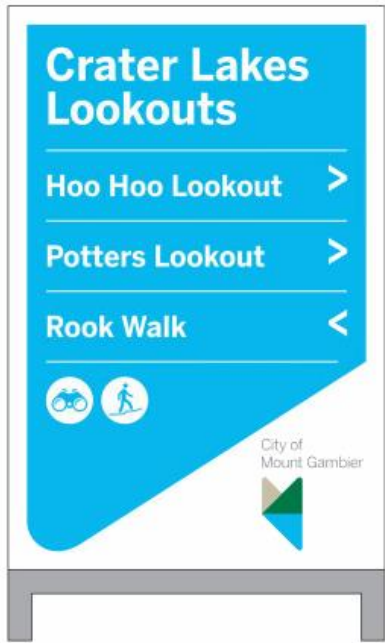 Crater Lakes
Lookouts
Hoo Hoo Lookout >
Potters Lookout >
Rook Walk <
City of
Mount Gambier